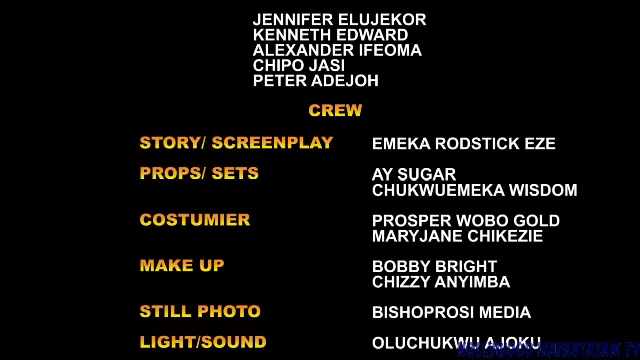 JENNIFER ELUJEKOR
KENNETH EDWARD
ALEXANDER IFEOMA
CHIPO JASI
PETER ADEJOH
CREW
STORY/ SCREENPLAY EMEKA RODSTICK EZE
PROPS/ SETS AY SUGAR
CHUKWUEMEKA WISDOM
COSTUMIER PROSPER WOBO GOLD
MARYJANE CHIKEZIE
MAKE UP BOBBY BRIGHT
CHIZZY ANYIMBA
STILL PHOTO BISHOPROSI MEDIA
LIGHT/SOUND OLUCHUKWU AJOKU